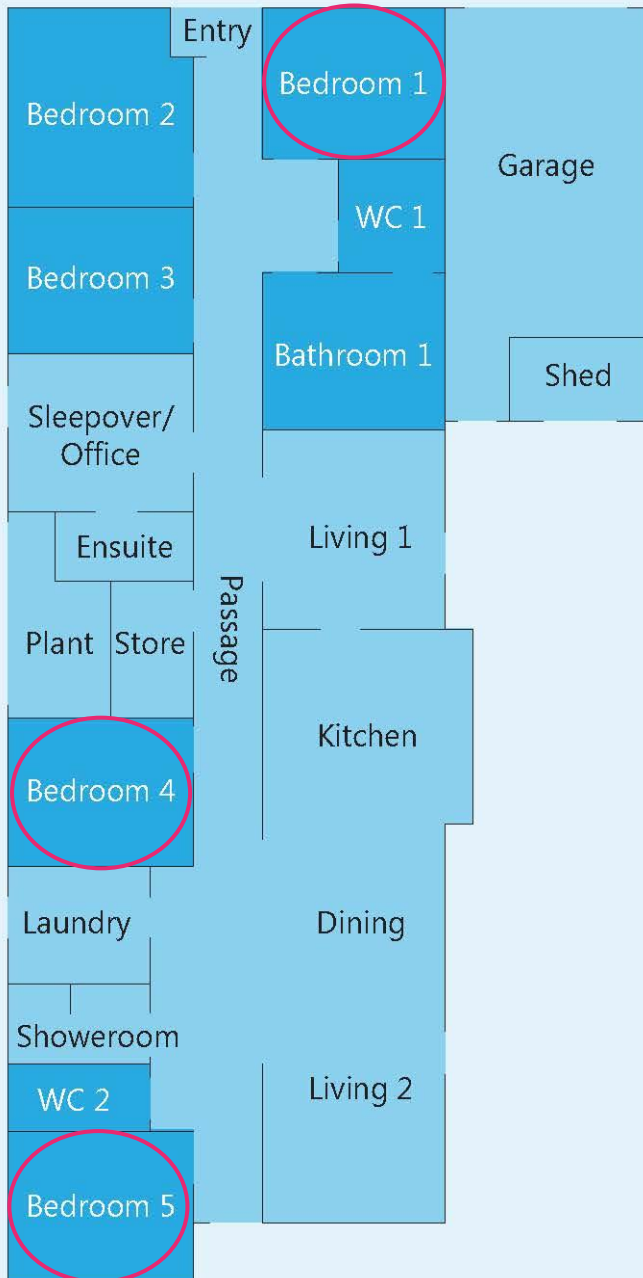 Entry
Bedroom 1
Bedroom 2
Garage
WC 1
Bedroom 3
Bathroom 1
Shed
Sleepover/
Office
Living 1
Ensuite
Passage
Plant
Store
Kitchen
Bedroom 4
Laundry
Dining
Showeroom
WC 2
Living 2
Bedroom 5